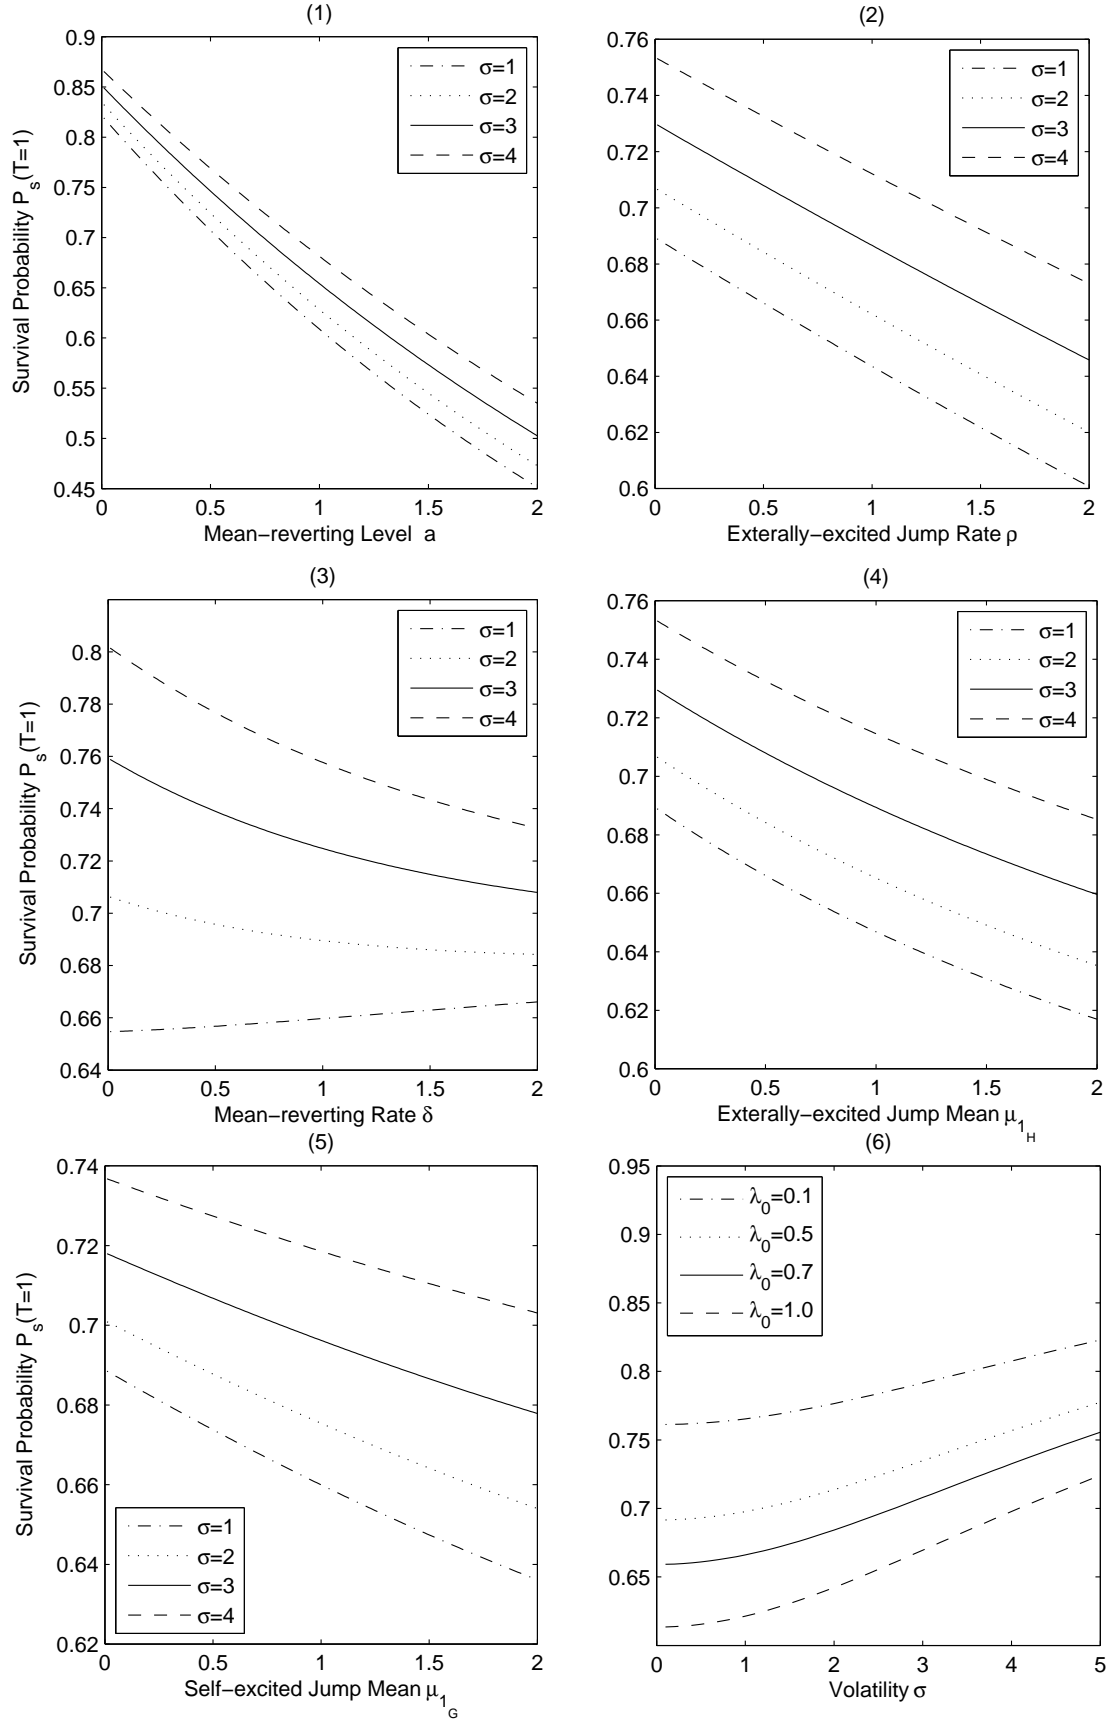 (1)
0.9
0.85
0.8
0.75
0.7
0.65
0.6
0.55
0.5
0.45
Survival Probability P_s(T=1)
σ=1
σ=2
σ=3
σ=4
0 0.5 1 1.5 2
Mean−reverting Level a
(2)
0.76
0.74
0.72
0.7
0.68
0.66
0.64
0.62
0.6
σ=1
σ=2
σ=3
σ=4
0 0.5 1 1.5 2
Exterally−excited Jump Rate ρ
(3)
0.8
0.78
0.76
0.74
0.72
0.7
0.68
0.66
0.64
Survival Probability P_s(T=1)
σ=1
σ=2
σ=3
σ=4
0 0.5 1 1.5 2
Mean−reverting Rate δ
(4)
0.76
0.74
0.72
0.7
0.68
0.66
0.64
0.62
0.6
σ=1
σ=2
σ=3
σ=4
0 0.5 1 1.5 2
Exterally−excited Jump Mean μ_{1_H}
(5)
0.74
0.72
0.7
0.68
0.66
0.64
0.62
Survival Probability P_s(T=1)
σ=1
σ=2
σ=3
σ=4
0 0.5 1 1.5 2
Self−excited Jump Mean μ_{1_G}
(6)
0.95
0.9
0.85
0.8
0.75
0.7
0.65
λ_0=0.1
λ_0=0.5
λ_0=0.7
λ_0=1.0
0 1 2 3 4 5
Volatility σ